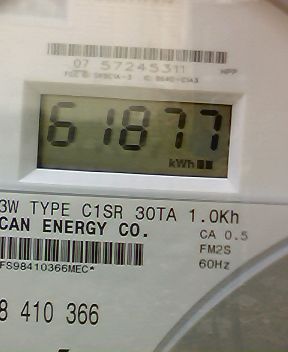 07 57245311
61877
kWh
3W TYPE C1SR 30TA 1.0Kh
CAN ENERGY CO.
CA 0.5
FM2S
FS98410366MEC*
60Hz
8 410 366